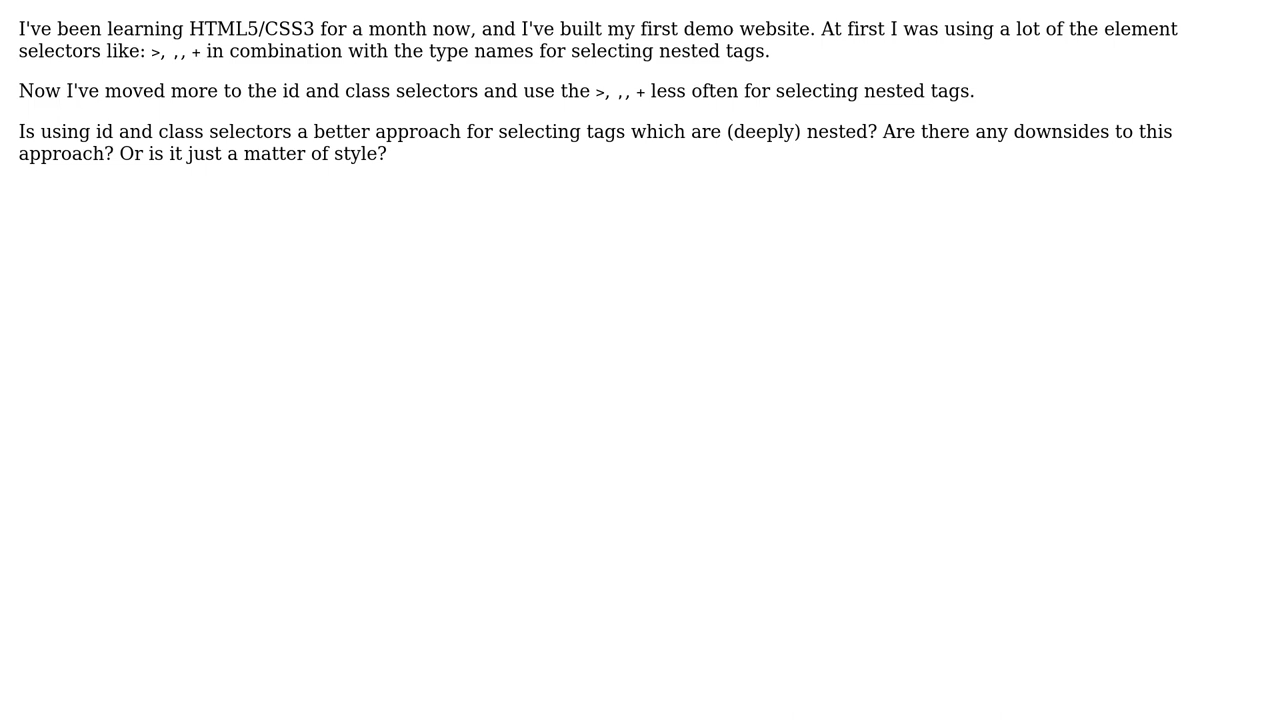 I've been learning HTML5/CSS3 for a month now, and I've built my first demo website. At first I was using a lot of the element
selectors like: >, ,, + in combination with the type names for selecting nested tags.
Now I've moved more to the id and class selectors and use the >, ,, + less often for selecting nested tags.
Is using id and class selectors a better approach for selecting tags which are (deeply) nested? Are there any downsides to this
approach? Or is it just a matter of style?